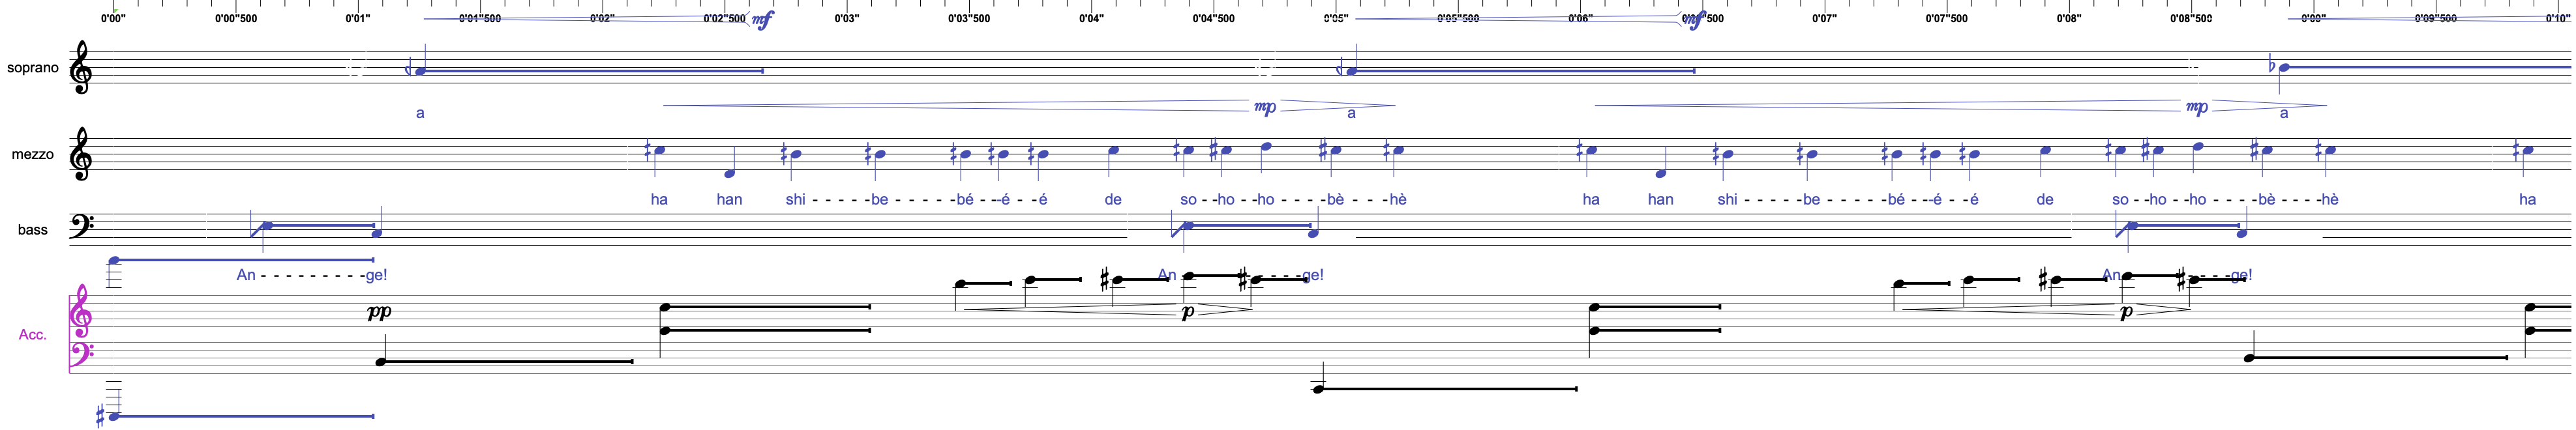 0'00" 0'00"500 0'01" 0'01"500 0'02" 0'02"500 mf 0'03" 0'03"500 0'04" 0'04"500 0'05" 0'05"500 0'06" mf "500 0'07" 0'07"500 0'08" 0'08"500 0'09" 0'09"500 0'10"
soprano
a mp a mp a
mezzo
ha han shi - - - - - -be - - - - - -bé - --é - -é de so - -ho - -ho - - - - -bè - - - -hè ha han shi - - - - - -be - - - - - -bé - --é - -é de so - -ho - -ho - - - - -bè - - - -hè ha
bass
An - - - - - - - - -ge! An - - - - -ge! An - - - - -ge!
pp p p
Acc.